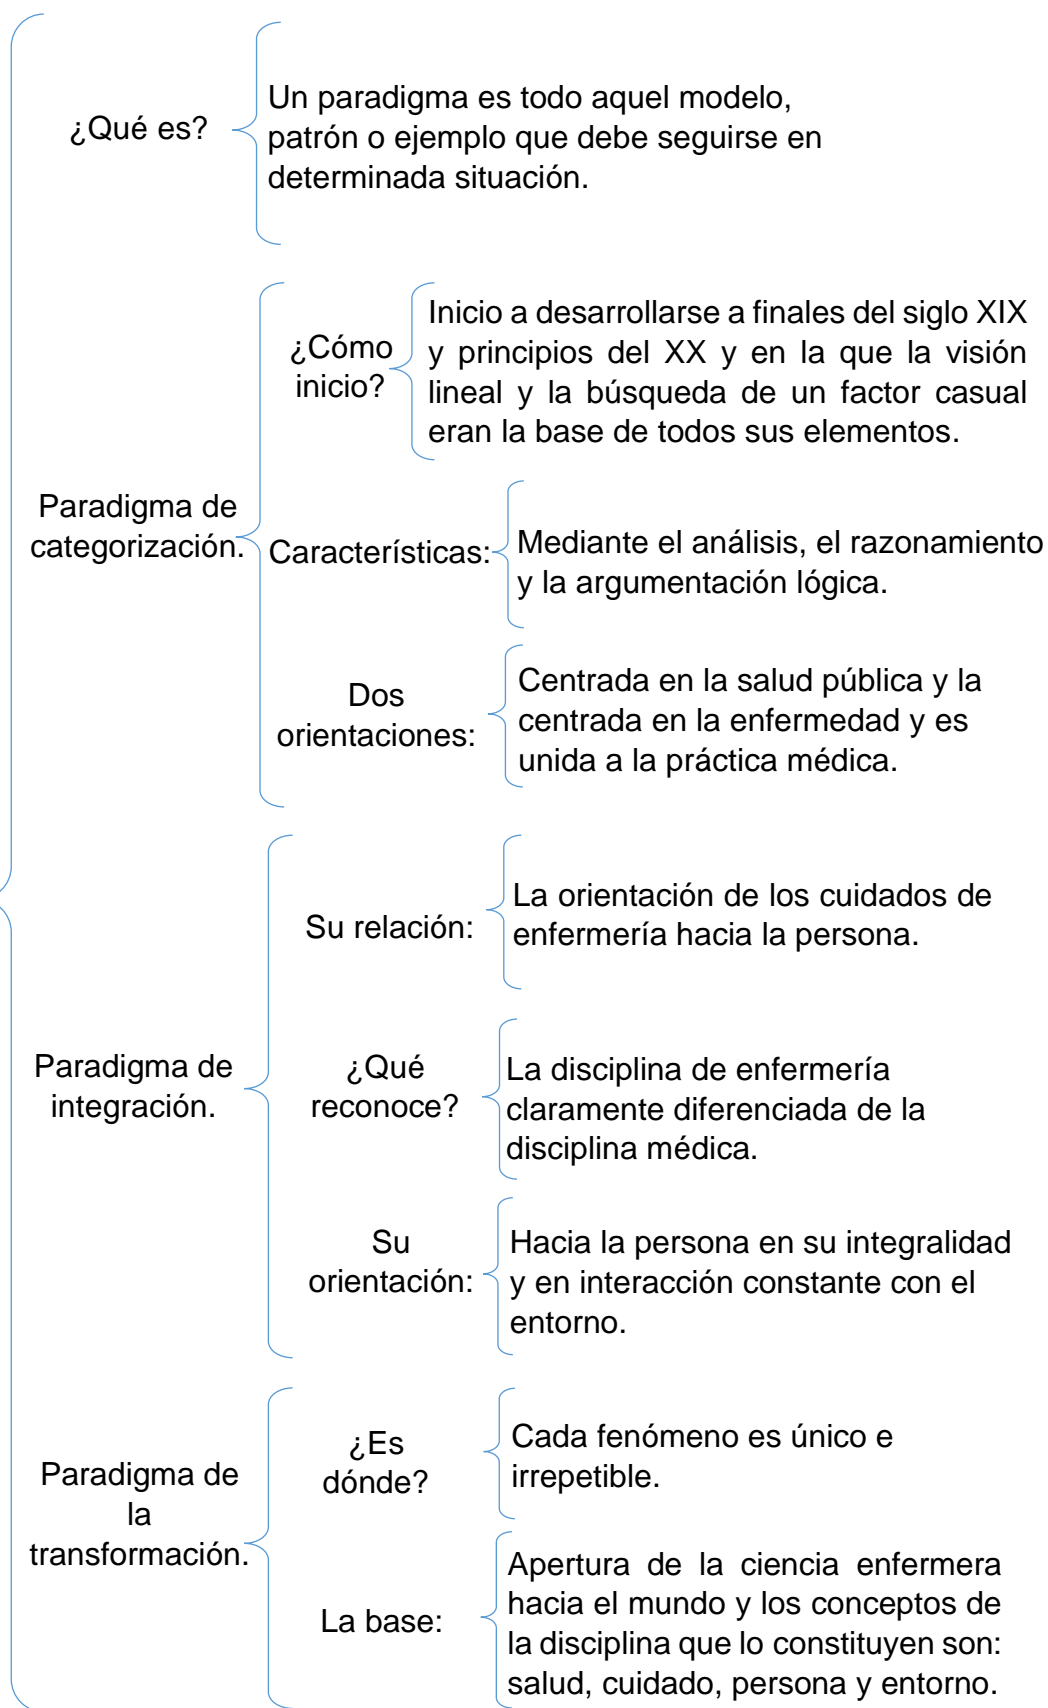 ¿Qué es?
Un paradigma es todo aquel modelo,
patrón o ejemplo que debe seguirse en
determinada situación.
Paradigma de
categorización.
¿Cómo
inicio?
Inicio a desarrollarse a finales del siglo XIX
y principios del XX y en la que la visión
lineal y la búsqueda de un factor casual
eran la base de todos sus elementos.
Características:
Mediante el análisis, el razonamiento
y la argumentación lógica.
Dos
orientaciones:
Centrada en la salud pública y la
centrada en la enfermedad y es
unida a la práctica médica.
Paradigma de
integración.
Su relación:
La orientación de los cuidados de
enfermería hacia la persona.
¿Qué
reconoce?
La disciplina de enfermería
claramente diferenciada de la
disciplina médica.
Su
orientación:
Hacia la persona en su integralidad
y en interacción constante con el
entorno.
Paradigma de
la
transformación.
¿Es
dónde?
Cada fenómeno es único e
irrepetible.
La base:
Apertura de la ciencia enfermera
hacia el mundo y los conceptos de
la disciplina que lo constituyen son:
salud, cuidado, persona y entorno.